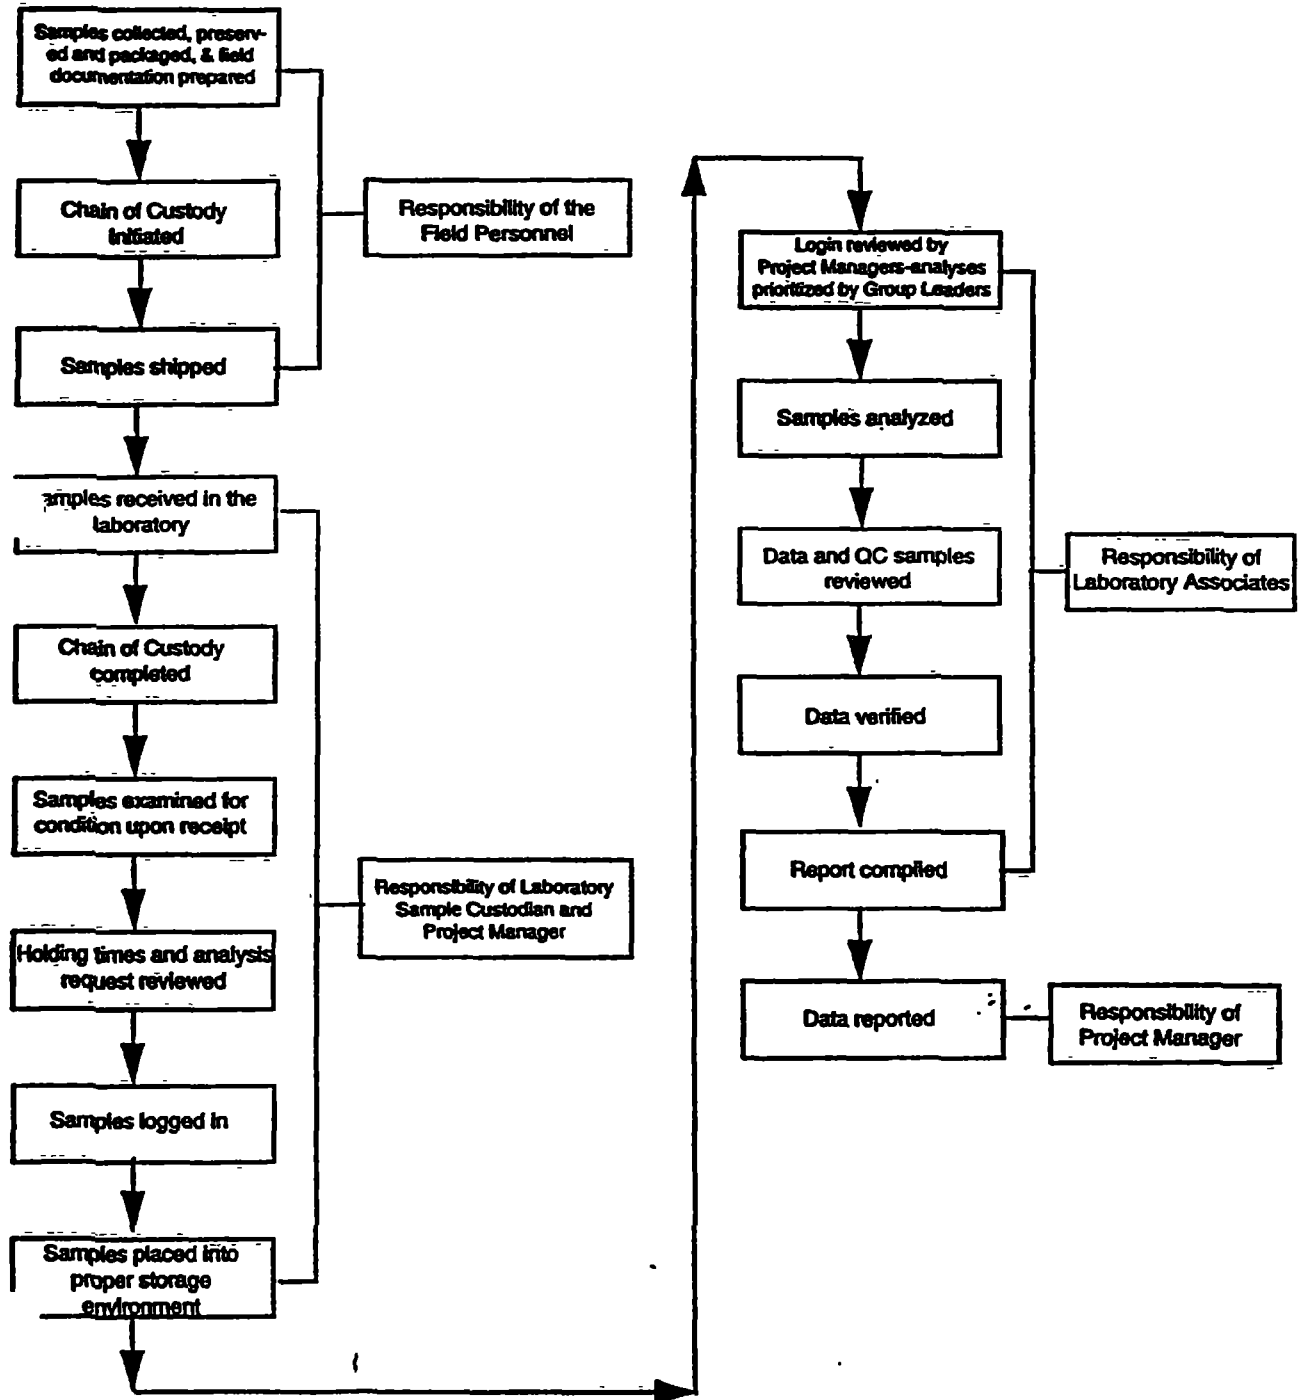 Samples collected, preserv-
ed and packaged, & field
documentation prepared
Chain of Custody
Initiated
Samples shipped
Responsibility of the
Field Personnel
amples received in the
laboratory
Chain of Custody
completed
Samples examined for
condition upon receipt
Holding times and analysis
request reviewed
Samples logged in
Samples placed into
proper storage
environment
Responsibility of Laboratory
Sample Custodian and
Project Manager
Login reviewed by
Project Managers-analyses
prioritized by Group Leaders
Samples analyzed
Data and QC samples
reviewed
Data verified
Report compiled
Responsibility of
Laboratory Associates
Data reported
Responsibility of
Project Manager